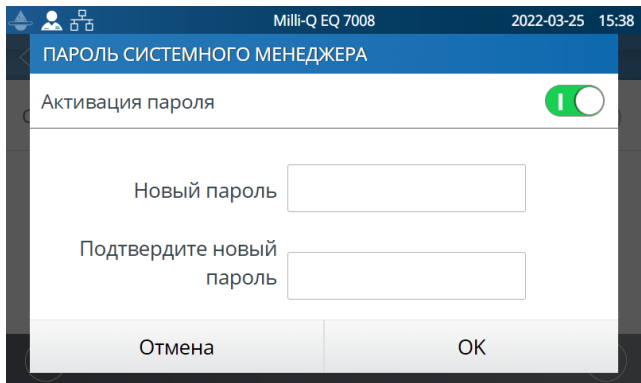 Milli-Q EQ 7008 2022-03-25 15:38
ПАРОЛЬ СИСТЕМНОГО МЕНЕДЖЕРА
Активация пароля
Новый пароль
Подтвердите новый
пароль
Отмена OK